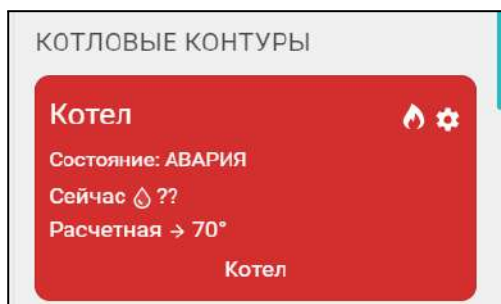 КОТЛОВЫЕ КОНТУРЫ
Котел
Состояние: АВАРИЯ
Сейчас ??
Расчетная → 70°
Котел